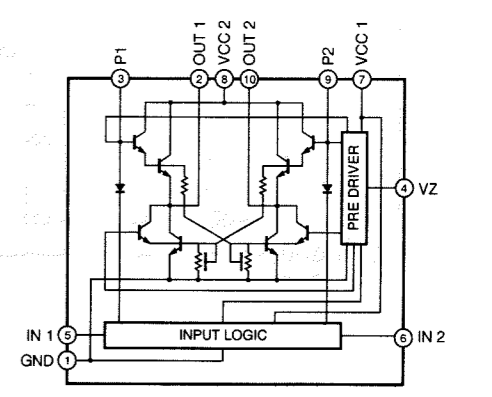 P1
OUT 1
VCC 2
OUT 2
P2
VCC 1
3
2
8
10
9
7
PRE DRIVER
4 VZ
IN 1 5
INPUT LOGIC
6 IN 2
GND 1